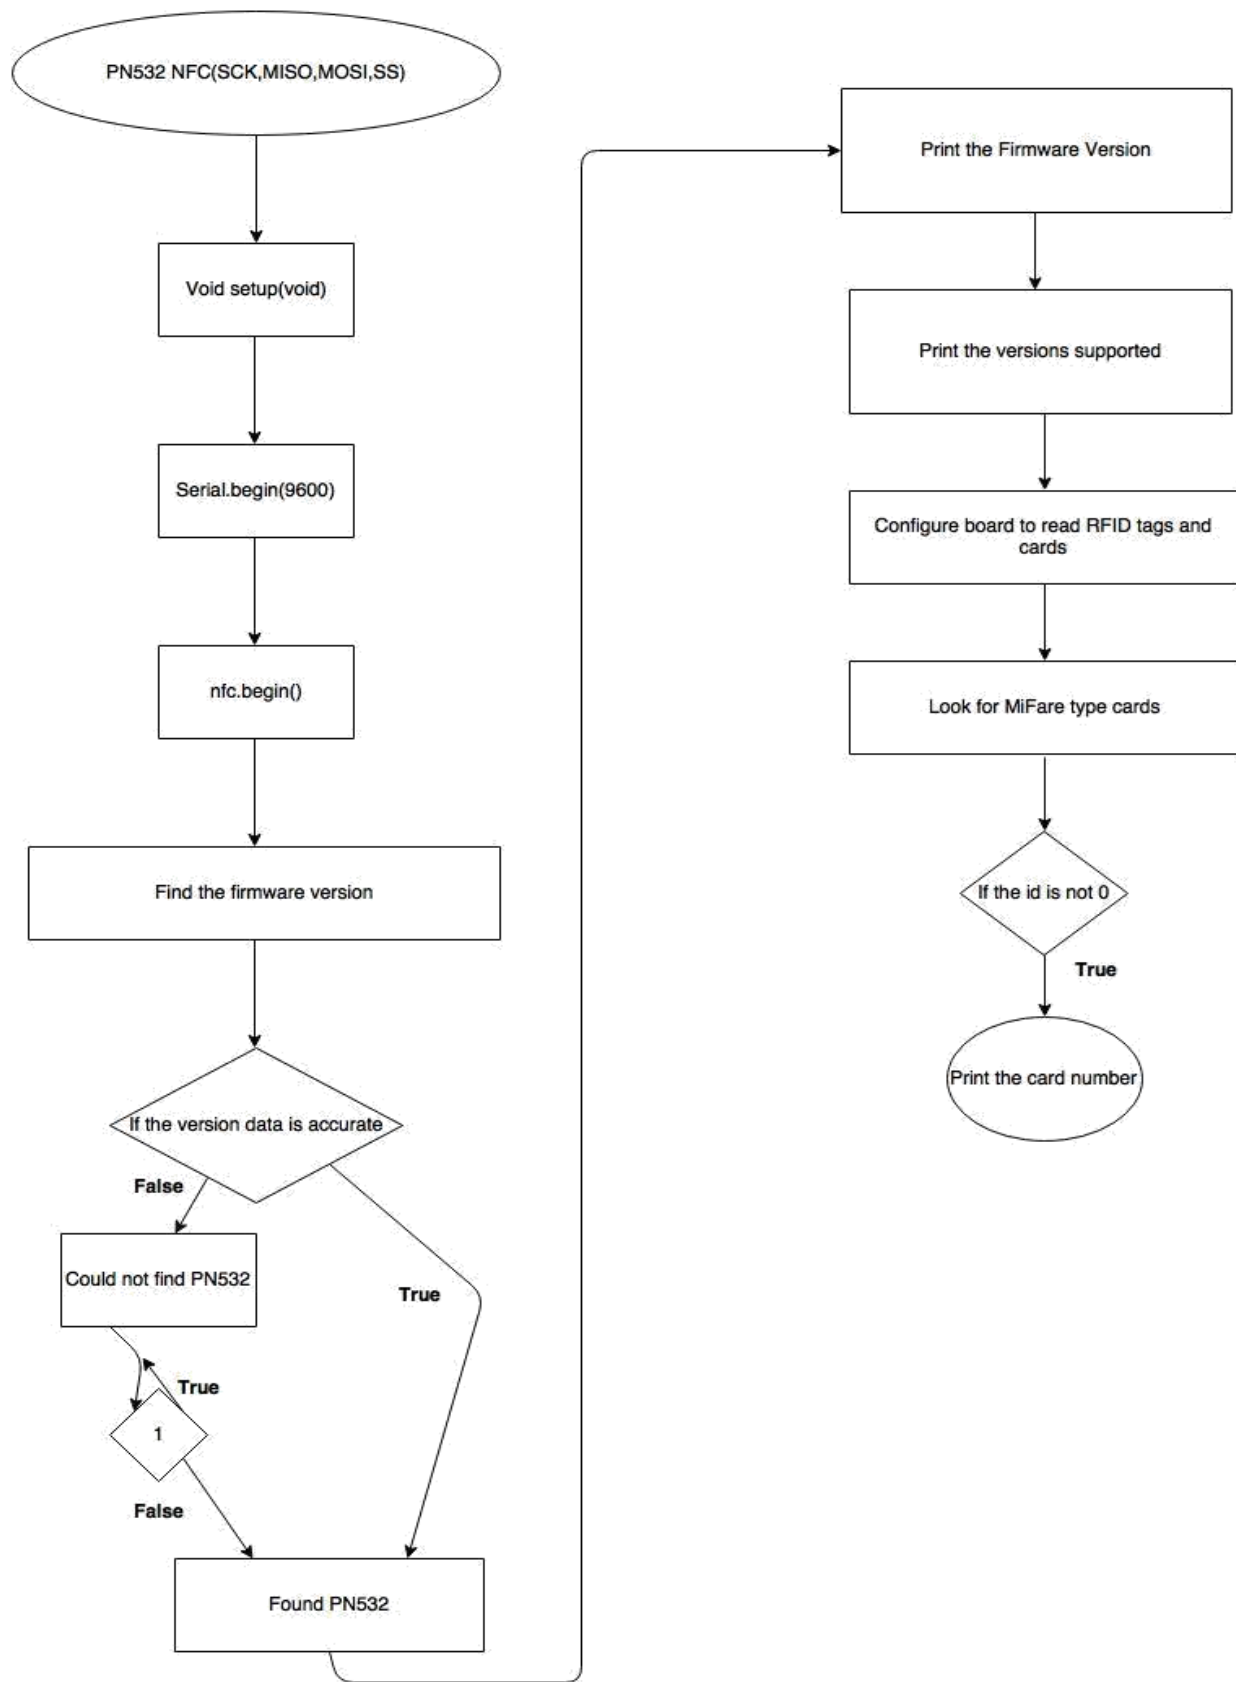 PN532 NFC(SCK,MISO,MOSI,SS)
Void setup(void)
Serial.begin(9600)
nfc.begin()
Find the firmware version
If the version data is accurate
False
Could not find PN532
True
True
1
False
Found PN532
Print the Firmware Version
Print the versions supported
Configure board to read RFID tags and
cards
Look for MiFare type cards
If the id is not 0
True
Print the card number